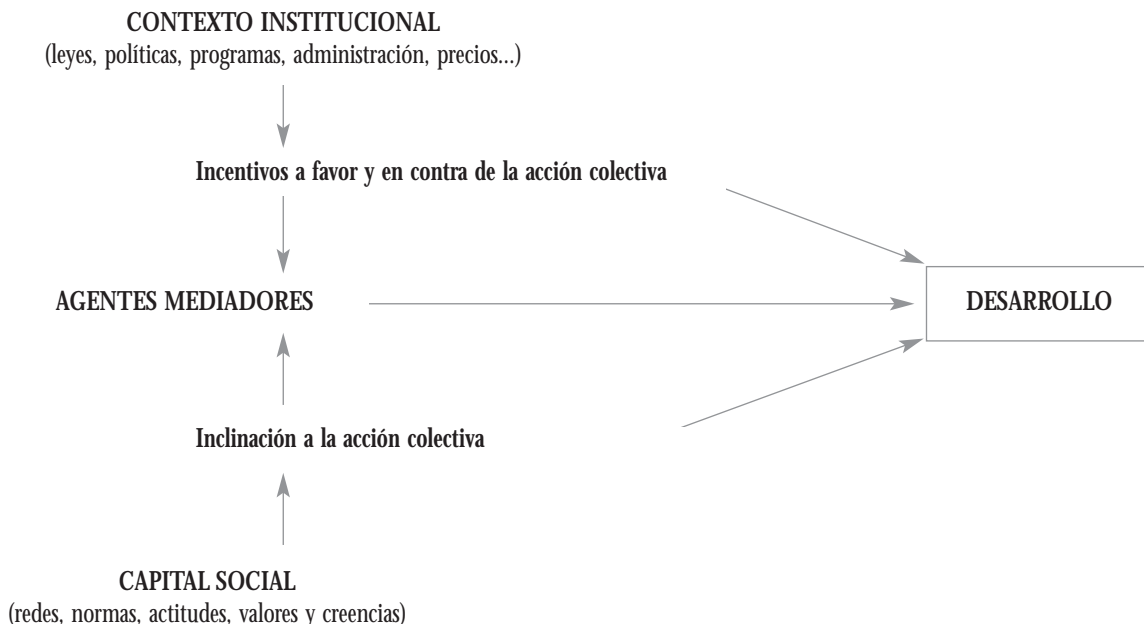 CONTEXTO INSTITUCIONAL
(leyes, políticas, programas, administración, precios...)
Incentivos a favor y en contra de la acción colectiva
AGENTES MEDIADORES
DESARROLLO
Inclinación a la acción colectiva
CAPITAL SOCIAL
(redes, normas, actitudes, valores y creencias)